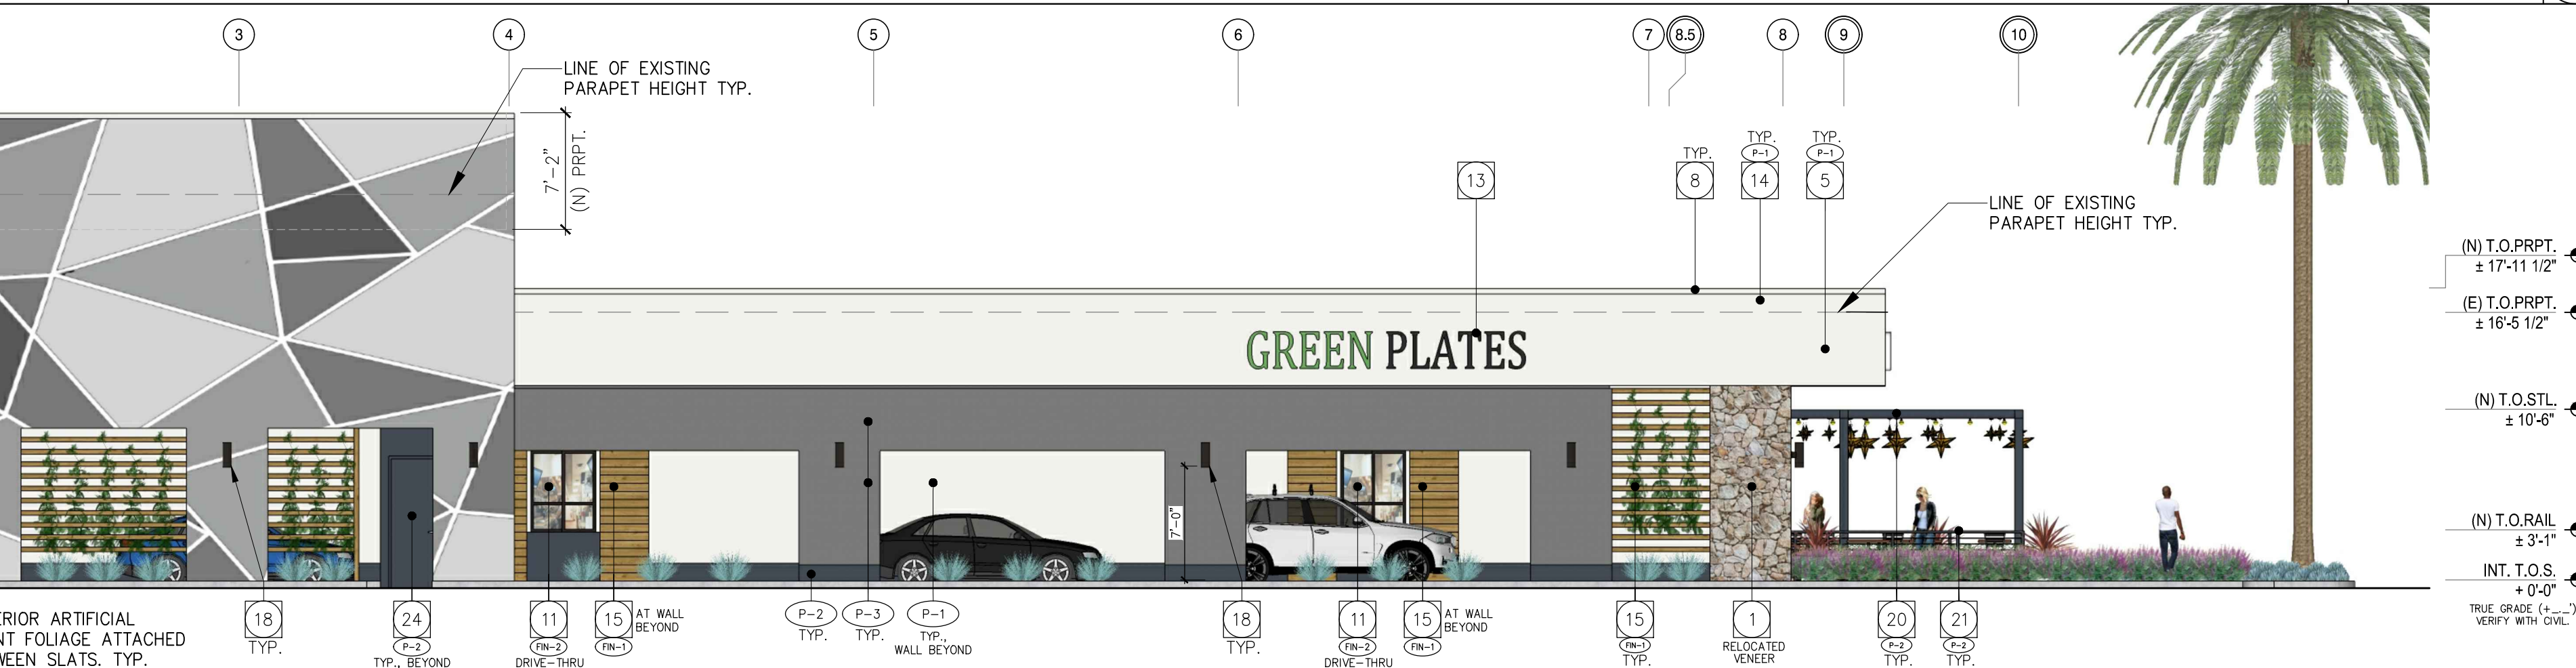 3
4
5
6
7
8.5
8
9
10
LINE OF EXISTING
PARAPET HEIGHT TYP.
7'-2"
(N) PRPT.
13
TYP.
8
TYP.
P-1
14
TYP.
P-1
5
LINE OF EXISTING
PARAPET HEIGHT TYP.
(N) T.O.PRPT.
± 17'-11 1/2"
(E) T.O.PRPT.
± 16'-5 1/2"
(N) T.O.STL.
± 10'-6"
(N) T.O.RAIL
± 3'-1"
INT. T.O.S.
+ 0'-0"
TRUE GRADE (+_._')
VERIFY WITH CIVIL.
GREEN PLATES
7'-0"
ERIOR ARTIFICIAL
NT FOLIAGE ATTACHED
WEEN SLATS. TYP.
18
TYP.
24
P-2
TYP., BEYOND
11
FIN-2
DRIVE-THRU
15
AT WALL
BEYOND
FIN-1
P-2
TYP.
P-3
TYP.
P-1
TYP.,
WALL BEYOND
18
TYP.
11
FIN-2
DRIVE-THRU
15
AT WALL
BEYOND
FIN-1
15
FIN-1
TYP.
1
RELOCATED
VENEER
20
P-2
TYP.
21
P-2
TYP.